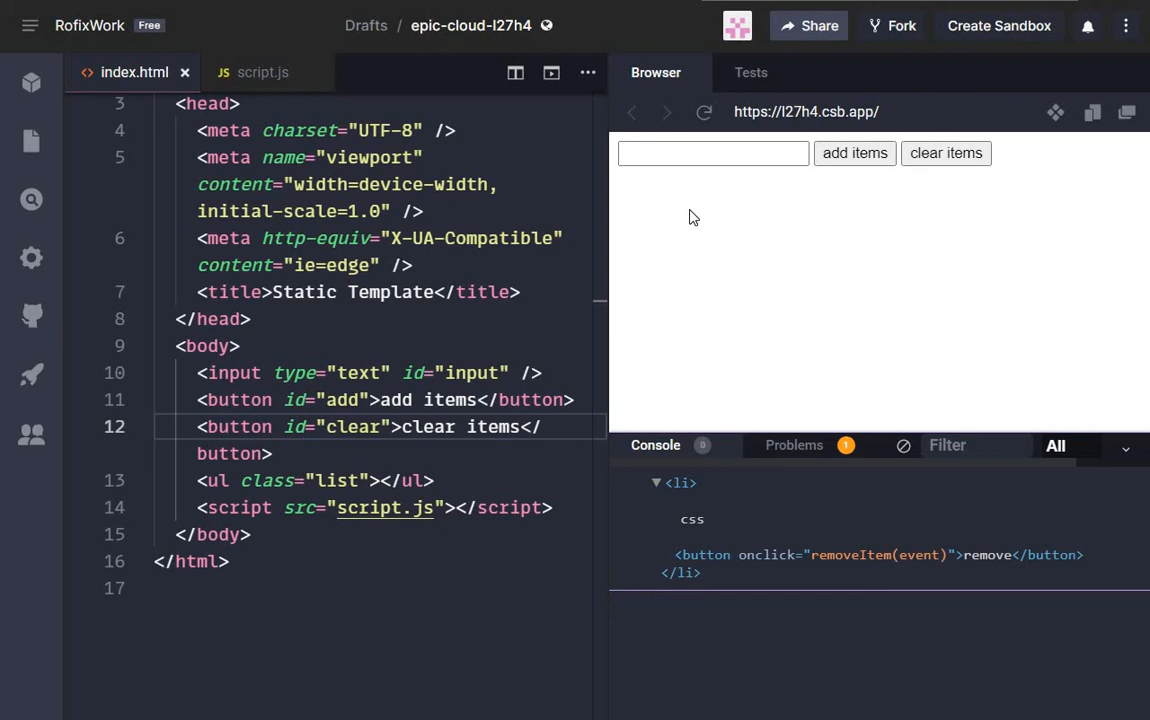 RofixWork Free Drafts / epic-cloud-l27h4 Share Fork Create Sandbox
<> index.html × JS script.js ···
3 <head>
4 <meta charset="UTF-8" />
5 <meta name="viewport"
content="width=device-width,
initial-scale=1.0" />
6 <meta http-equiv="X-UA-Compatible"
content="ie=edge" />
7 <title>Static Template</title>
8 </head>
9 <body>
10 <input type="text" id="input" />
11 <button id="add">add items</button>
12 <button id="clear">clear items</
button>
13 <ul class="list"></ul>
14 <script src="script.js"></script>
15 </body>
16 </html>
17
Browser Tests
https://l27h4.csb.app/
add items clear items
Console 0 Problems 1 Filter All
<li>
css
<button onclick="removeItem(event)">remove</button>
</li>